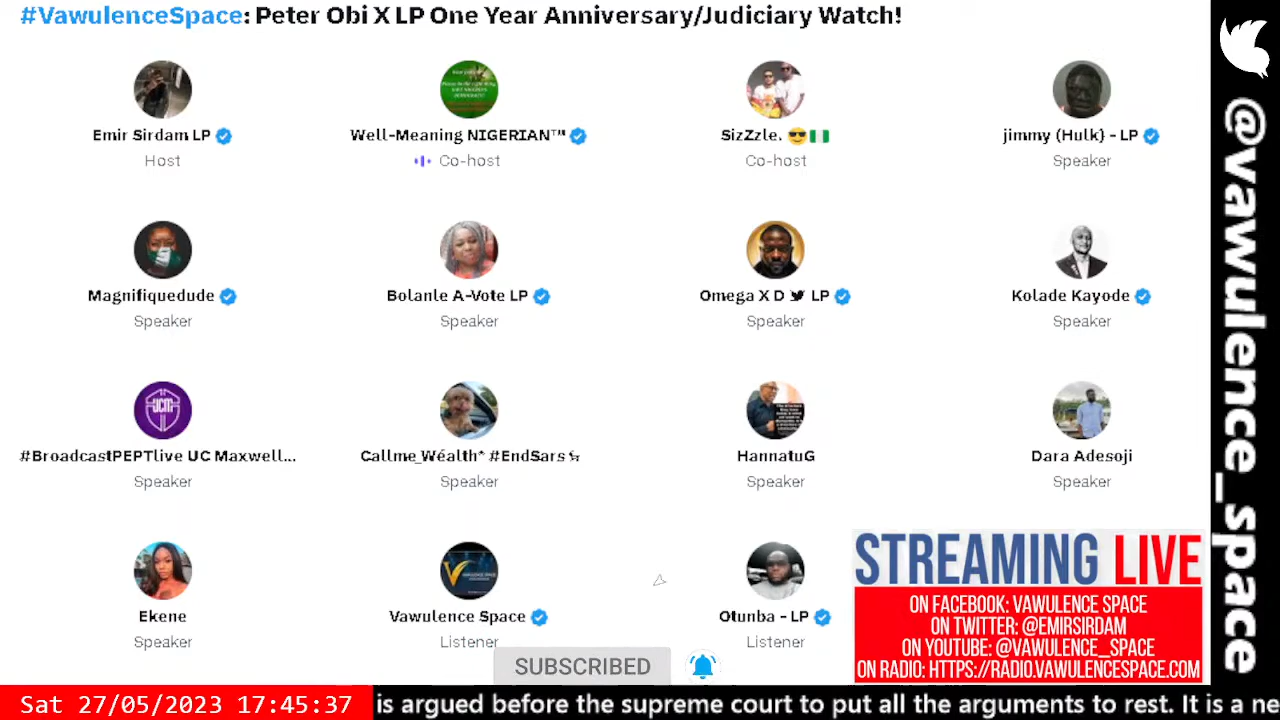 #VawulenceSpace: Peter Obi X LP One Year Anniversary/Judiciary Watch!
Emir Sirdam LP
Host
Well-Meaning NIGERIAN™
Co-host
SizZzle. 😎🇳🇬
Co-host
jimmy (Hulk) - LP
Speaker
Magnifiquedude
Speaker
Bolanle A-Vote LP
Speaker
Omega X D LP
Speaker
Kolade Kayode
Speaker
#BroadcastPEPTlive UC Maxwell...
Speaker
Callme_Wéalth* #EndSars
Speaker
HannatuG
Speaker
Dara Adesoji
Speaker
Ekene
Speaker
Vawulence Space
Listener
Otunba - LP
Listener
STREAMING LIVE
ON FACEBOOK: VAWULENCE SPACE
ON TWITTER: @EMIRSIRDAM
ON YOUTUBE: @VAWULENCE_SPACE
ON RADIO: HTTPS://RADIO.VAWULENCESPACE.COM
SUBSCRIBED
@vawulence_space
Sat 27/05/2023 17:45:37
is argued before the supreme court to put all the arguments to rest. It is a ne